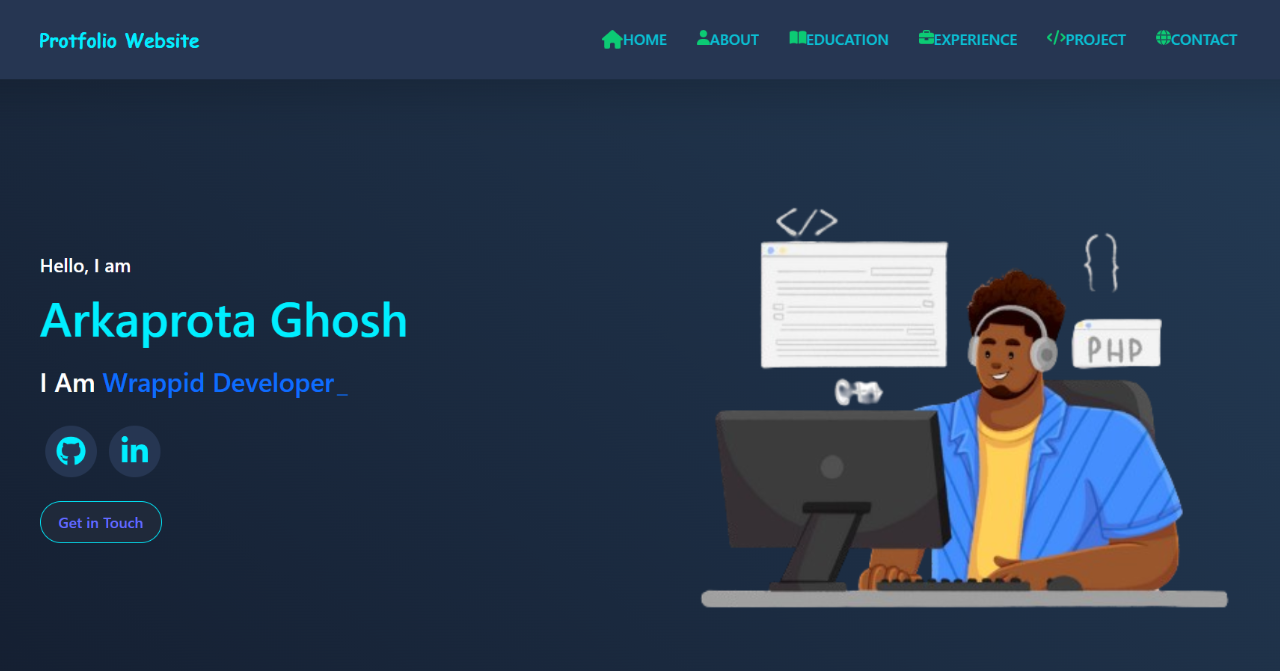 Protfolio Website
HOME ABOUT EDUCATION EXPERIENCE PROJECT CONTACT
</>
{}
Hello, I am
Arkaprota Ghosh
PHP
I Am Wrappid Developer_
in
Get in Touch